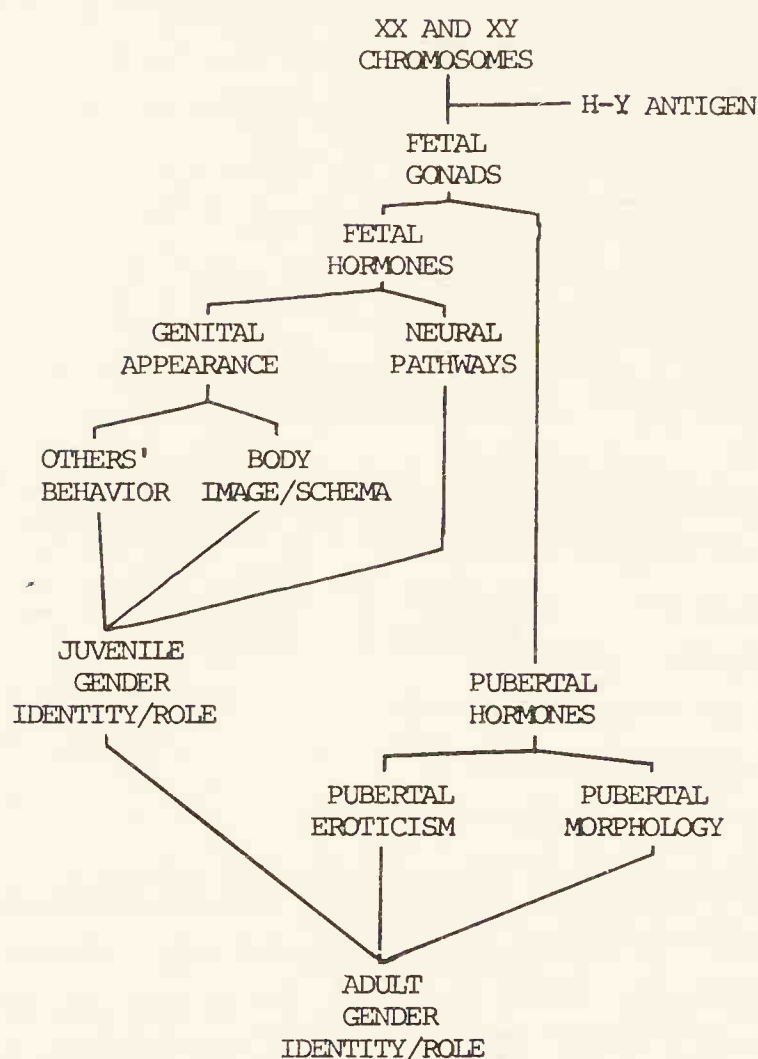 XX AND XY
CHROMOSOMES
H-Y ANTIGEN
FETAL
GONADS
FETAL
HORMONES
GENITAL
APPEARANCE
NEURAL
PATHWAYS
OTHERS'
BEHAVIOR
BODY
IMAGE/SCHEMA
JUVENILE
GENDER
IDENTITY/ROLE
PUBERTAL
HORMONES
PUBERTAL
EROTICISM
PUBERTAL
MORPHOLOGY
ADULT
GENDER
IDENTITY/ROLE